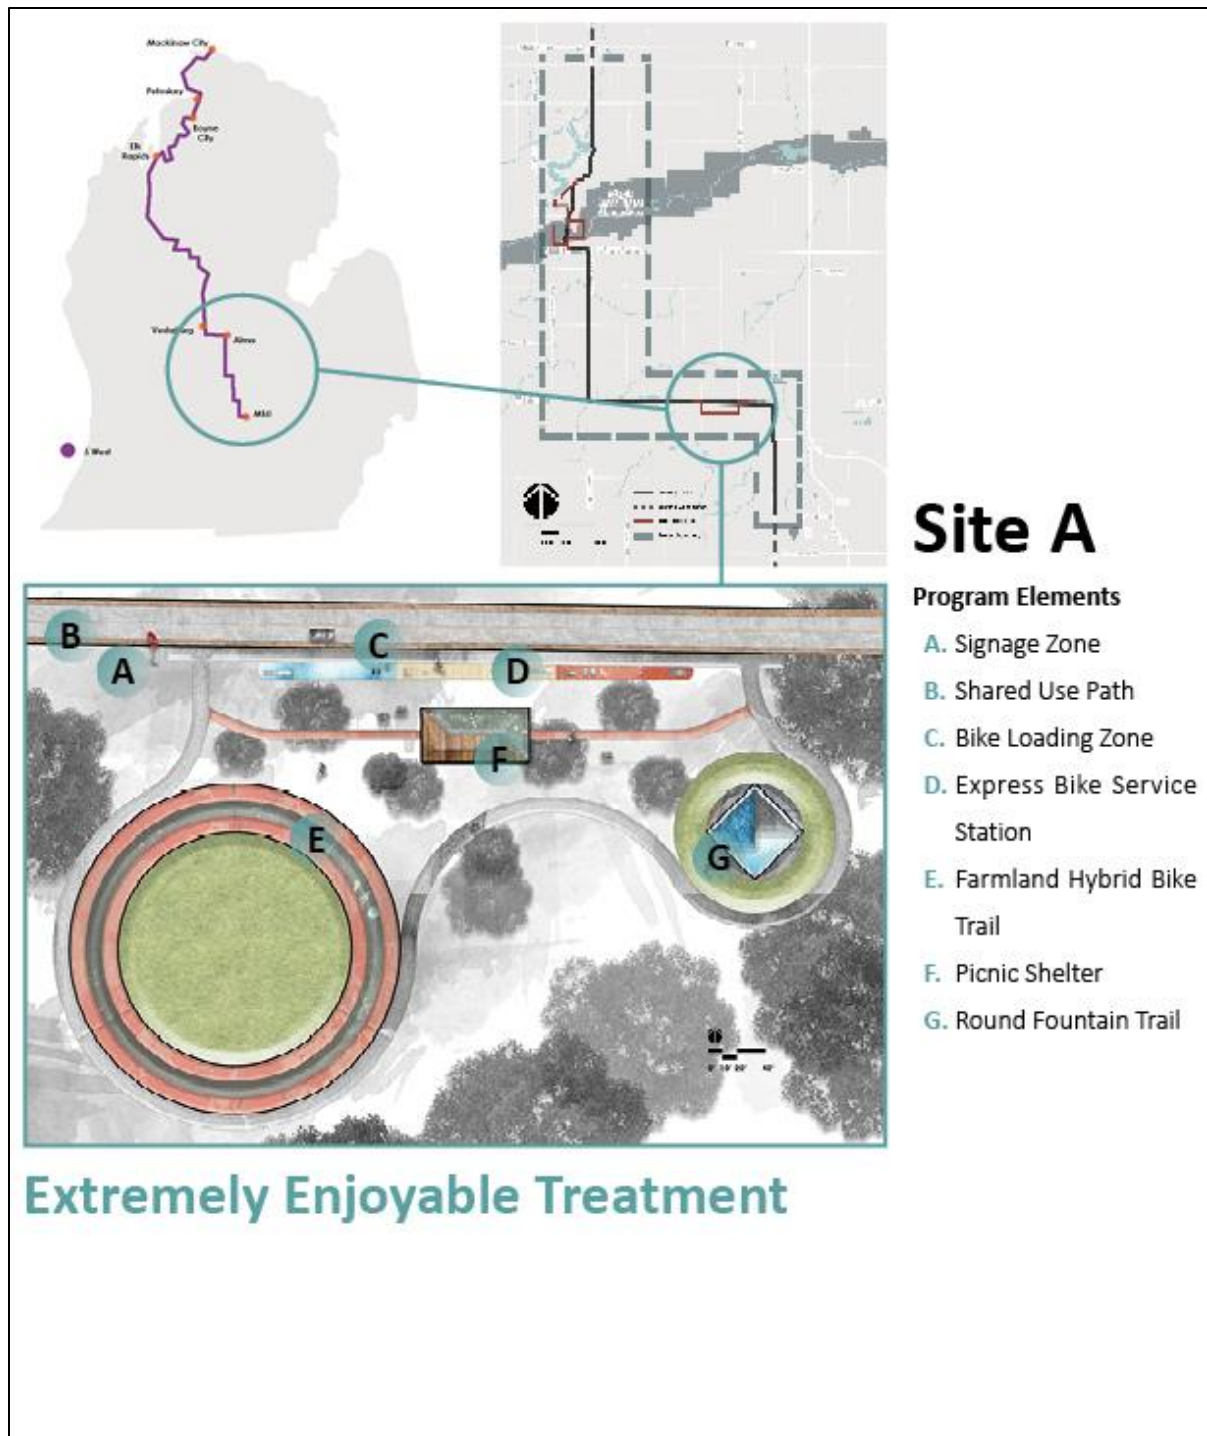 Mackinaw City
Petoskey
Boyne
City
Elk
Rapids
Alma
MSU
Site A
Program Elements
A. Signage Zone
B. Shared Use Path
C. Bike Loading Zone
D. Express Bike Service
Station
E. Farmland Hybrid Bike
Trail
F. Picnic Shelter
G. Round Fountain Trail
B
A
C
D
F
E
G
Extremely Enjoyable Treatment